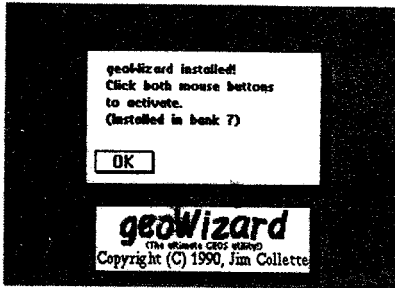 geoWizard installed!
Click both mouse buttons
to activate.
(Installed in bank 7)
OK
geoWizard
(The ultimate GEOS utility!)
Copyright (C) 1990, Jim Collette